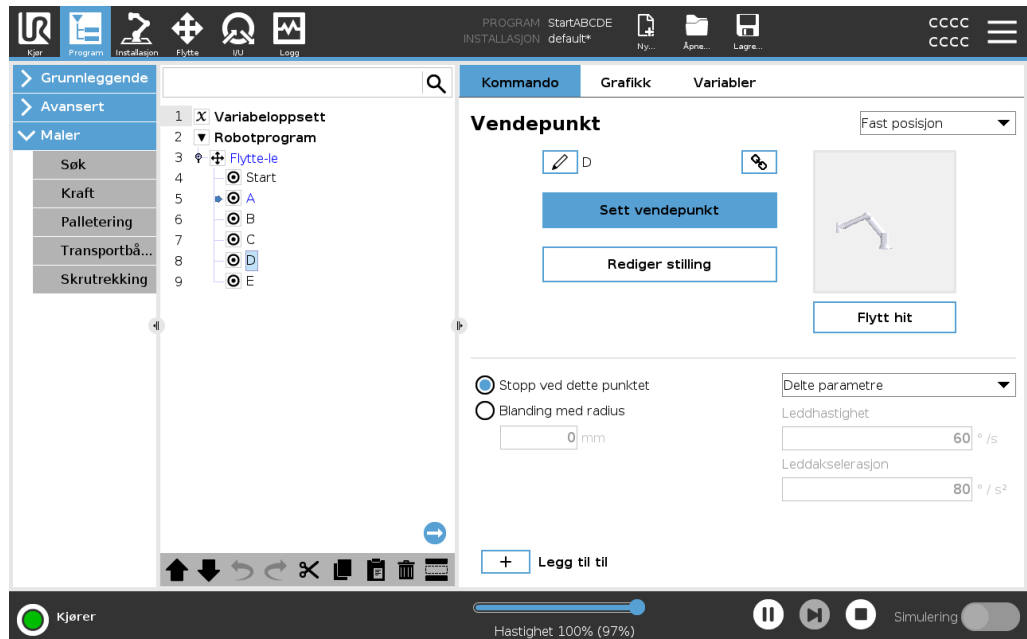 UR
Kjør
Program
Installasjon
Flytte
I/U
Logg
PROGRAM StartABCDE
INSTALLASJON default*
Ny...
Åpne...
Lagre...
CCCC
CCCC
Grunnleggende
Avansert
Maler
Søk
Kraft
Palletering
Transportbå...
Skrutrekking
1 X Variabeloppsett
2 Robotprogram
3 Flytte-le
4 Start
5 A
6 B
7 C
8 D
9 E
Kommando Grafikk Variabler
Vendepunkt
Fast posisjon
D
Sett vendepunkt
Rediger stilling
Flytt hit
Stopp ved dette punktet
Blanding med radius
0 mm
Delte parametre
Leddhastighet
60 ° /s
Leddakselerasjon
80 ° / s²
+ Legg til til
Kjører
Hastighet 100% (97%)
Simulering